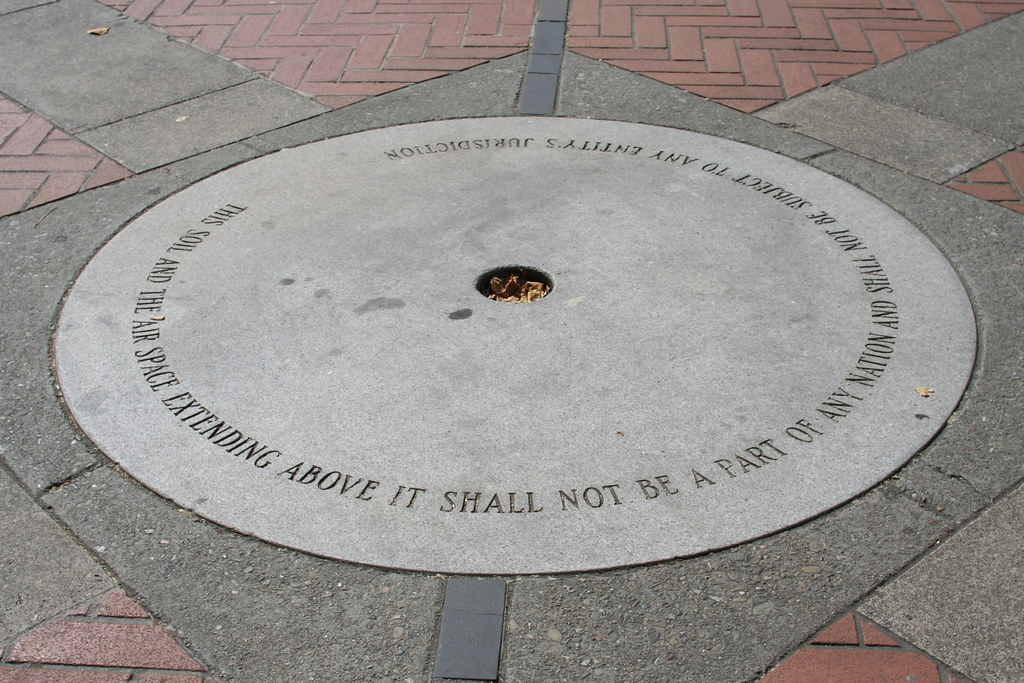 THIS SOIL AND THE AIR SPACE EXTENDING ABOVE IT SHALL NOT BE A PART OF ANY NATION AND SHALL NOT BE SUBJECT TO ANY ENTITY'S JURISDICTION